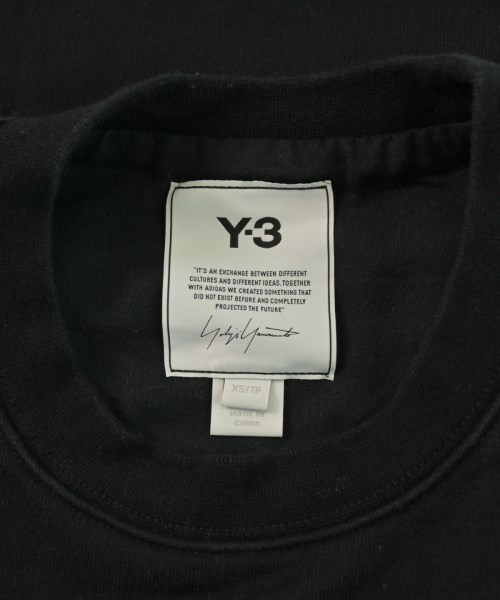 Y-3
"IT'S AN EXCHANGE BETWEEN DIFFERENT
CULTURES AND DIFFERENT IDEAS. TOGETHER
WITH ADIDAS WE CREATED SOMETHING THAT
DID NOT EXIST BEFORE AND COMPLETELY
PROJECTED THE FUTURE"
Yohji Yamamoto
XS/TP
MADE IN
CHINA